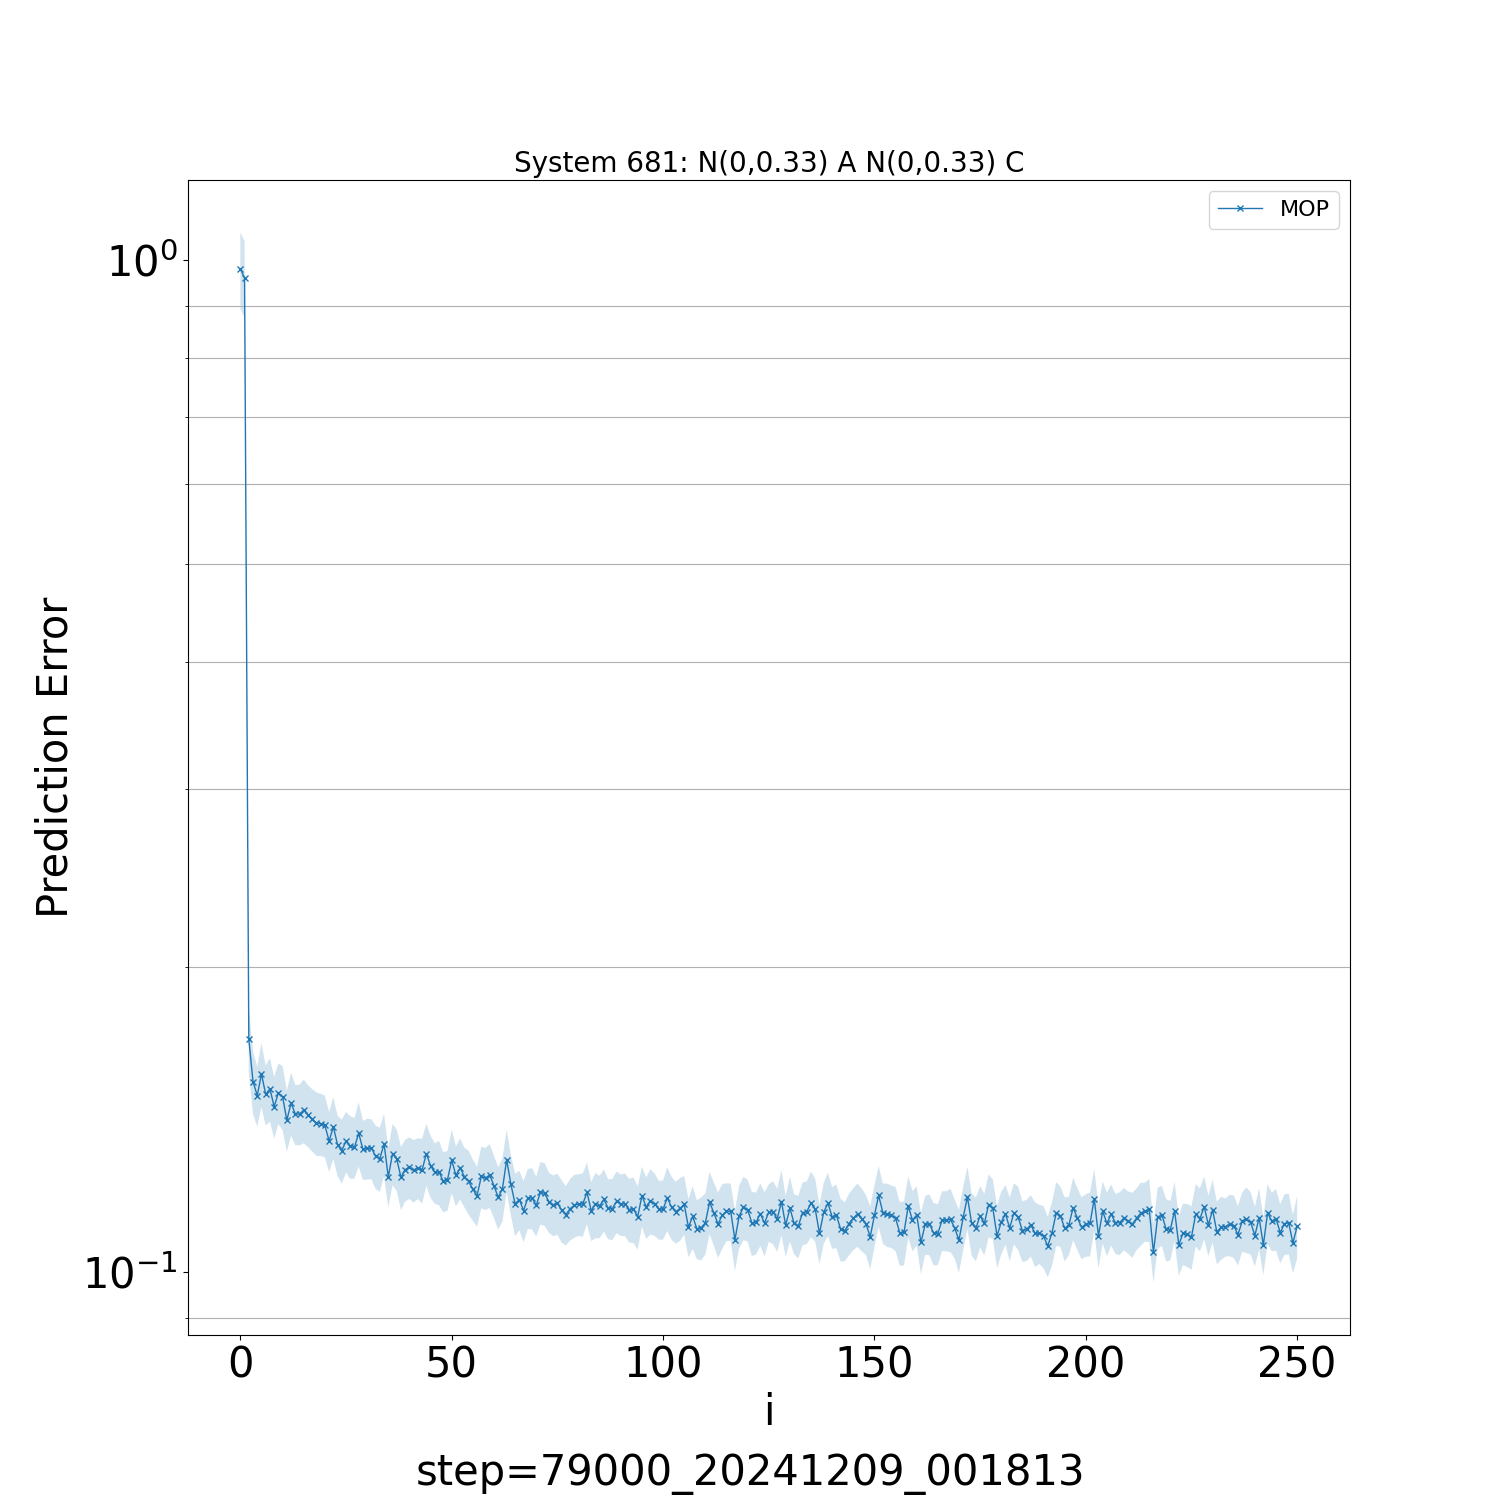 System 681: N(0,0.33) A N(0,0.33) C
MOP
10⁰
Prediction Error
10⁻¹
0 50 100 150 200 250
i
step=79000_20241209_001813